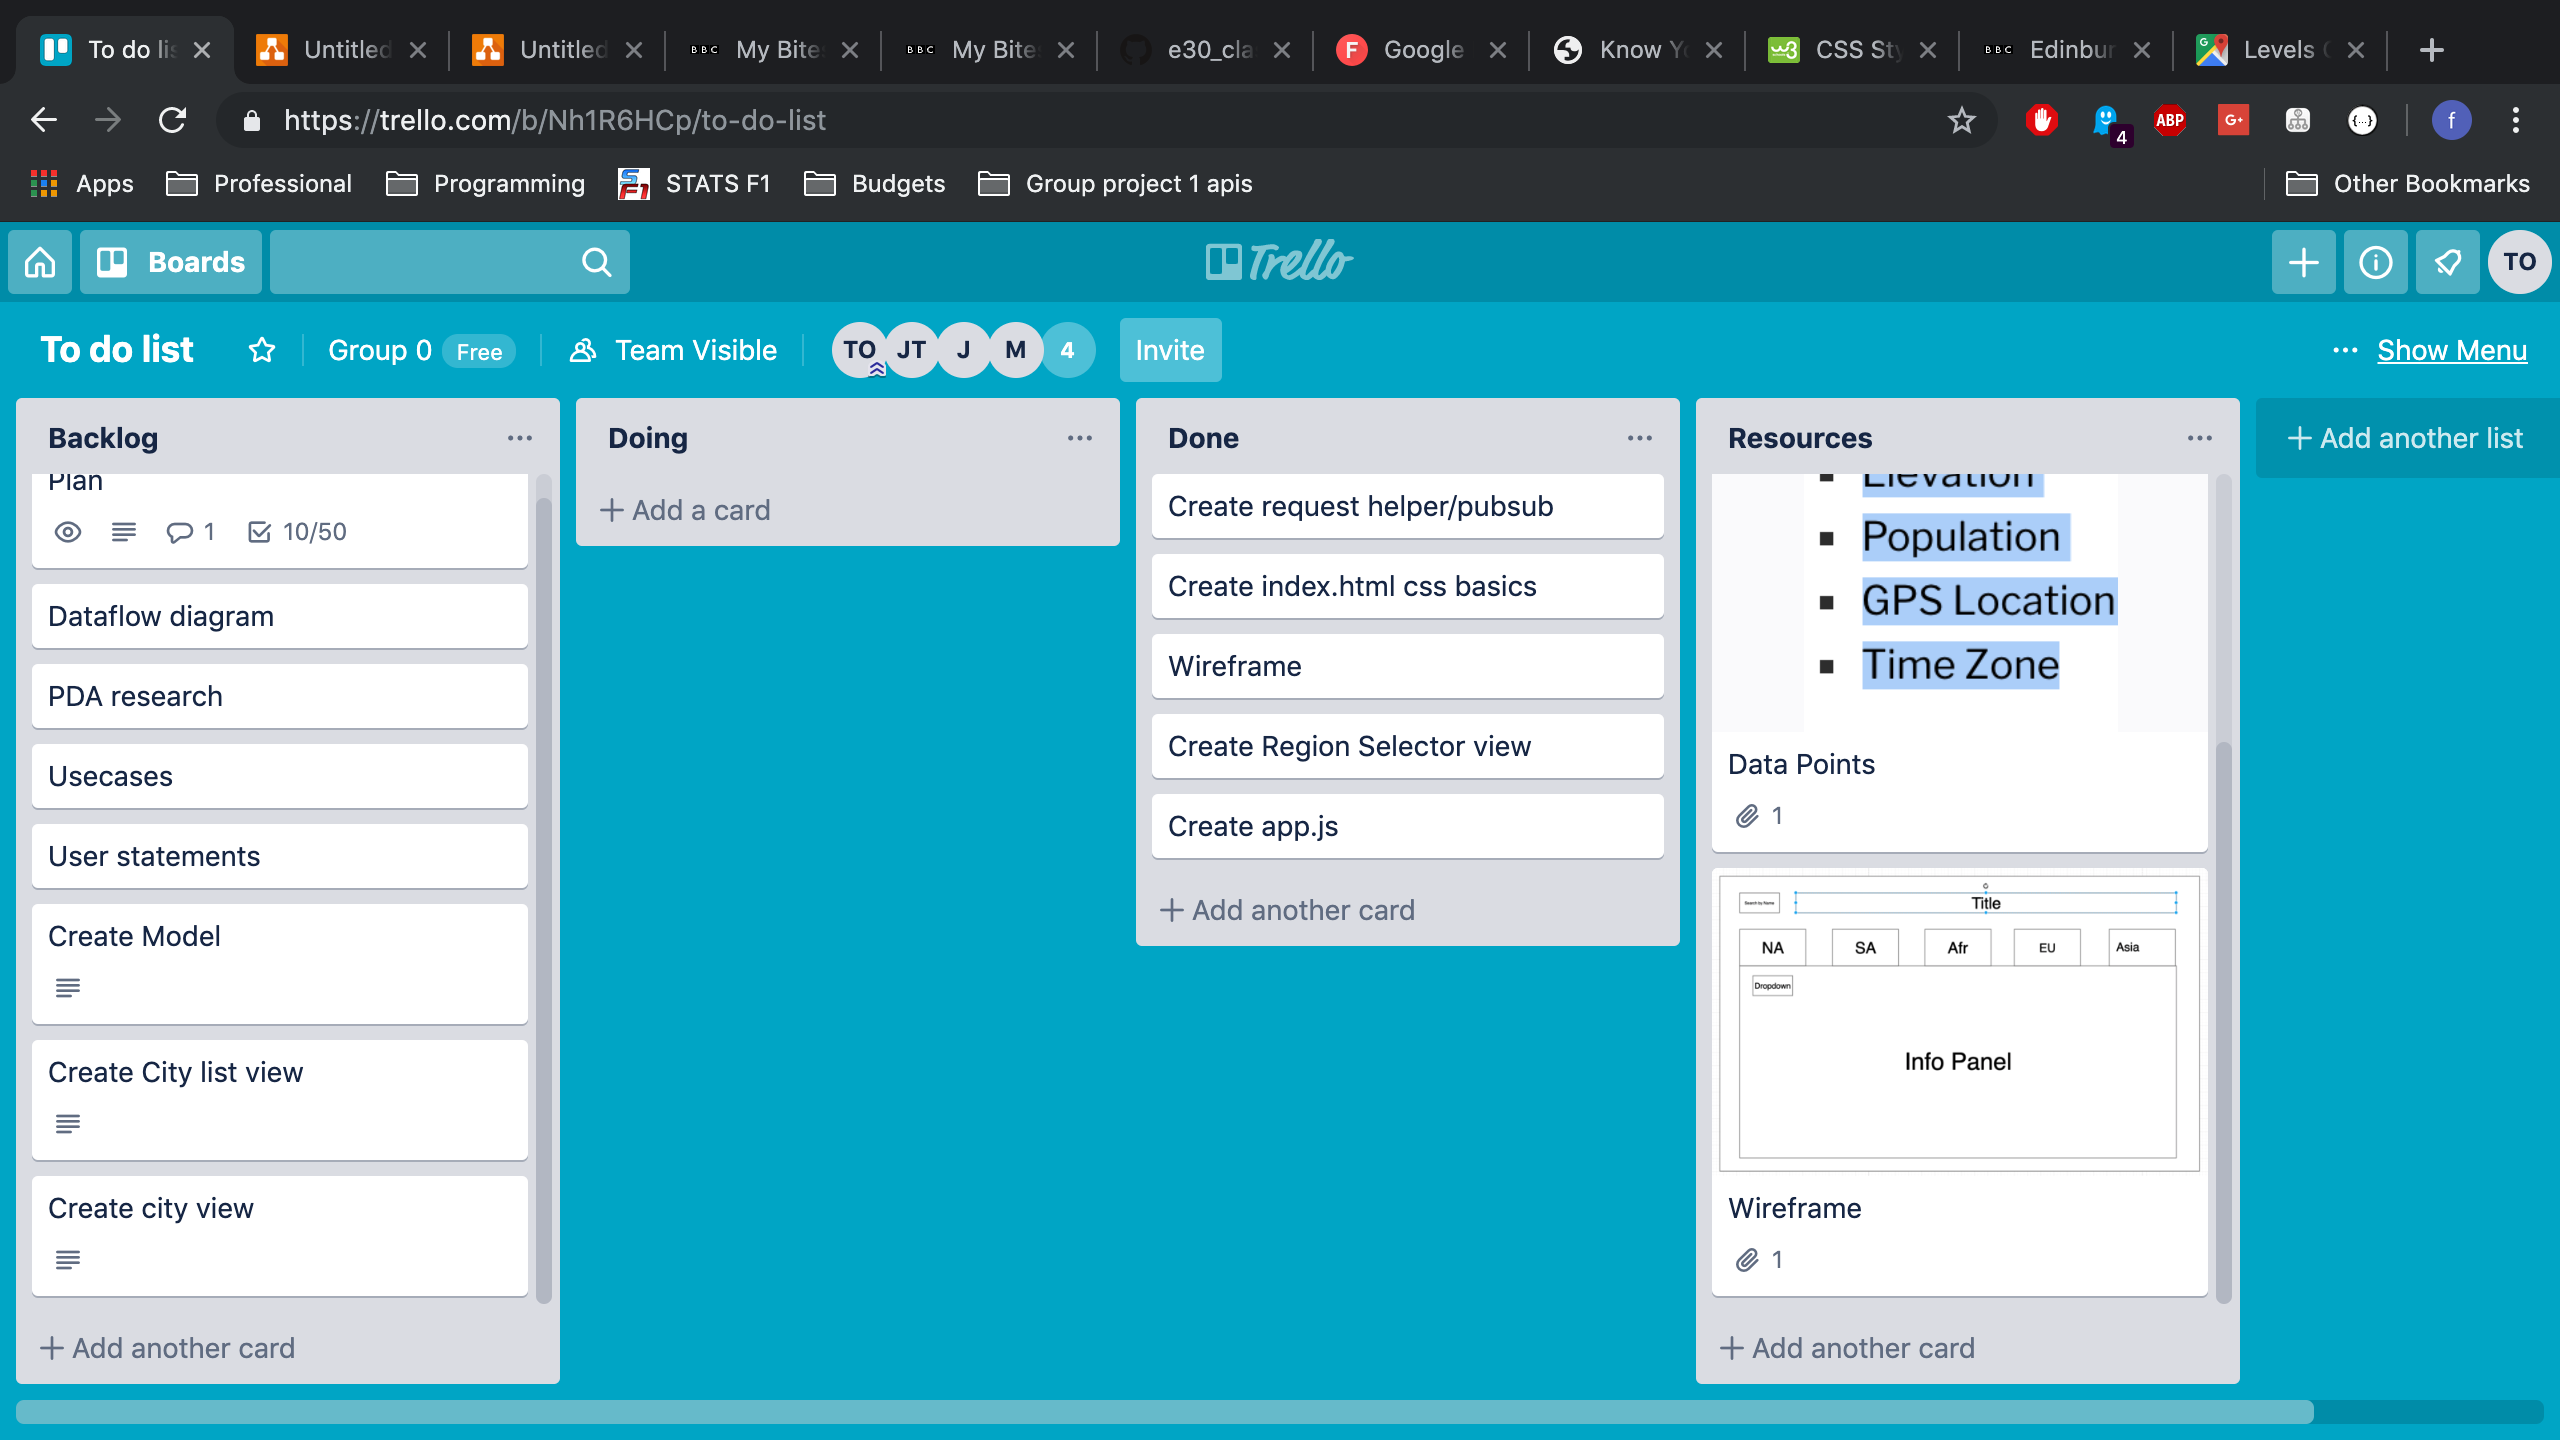 To do lis
Untitled
Untitled
BBC My Bite
BBC My Bite
e30_cla
F Google
Know Yo
w3 CSS Sty
BBC Edinbur
Levels
https://trello.com/b/Nh1R6HCp/to-do-list
4
ABP
G+
{...}
f
Apps
Professional
Programming
SF1 STATS F1
Budgets
Group project 1 apis
Other Bookmarks
Boards
Trello
TO
To do list
Group 0 Free
Team Visible
TO JT J M 4
Invite
... Show Menu
Backlog
Plan
1 10/50
Dataflow diagram
PDA research
Usecases
User statements
Create Model
Create City list view
Create city view
+ Add another card
Doing
+ Add a card
Done
Create request helper/pubsub
Create index.html css basics
Wireframe
Create Region Selector view
Create app.js
+ Add another card
Resources
Elevation
Population
GPS Location
Time Zone
Data Points
1
Search by Name Title
NA SA Afr EU Asia
Dropdown
Info Panel
Wireframe
1
+ Add another card
+ Add another list